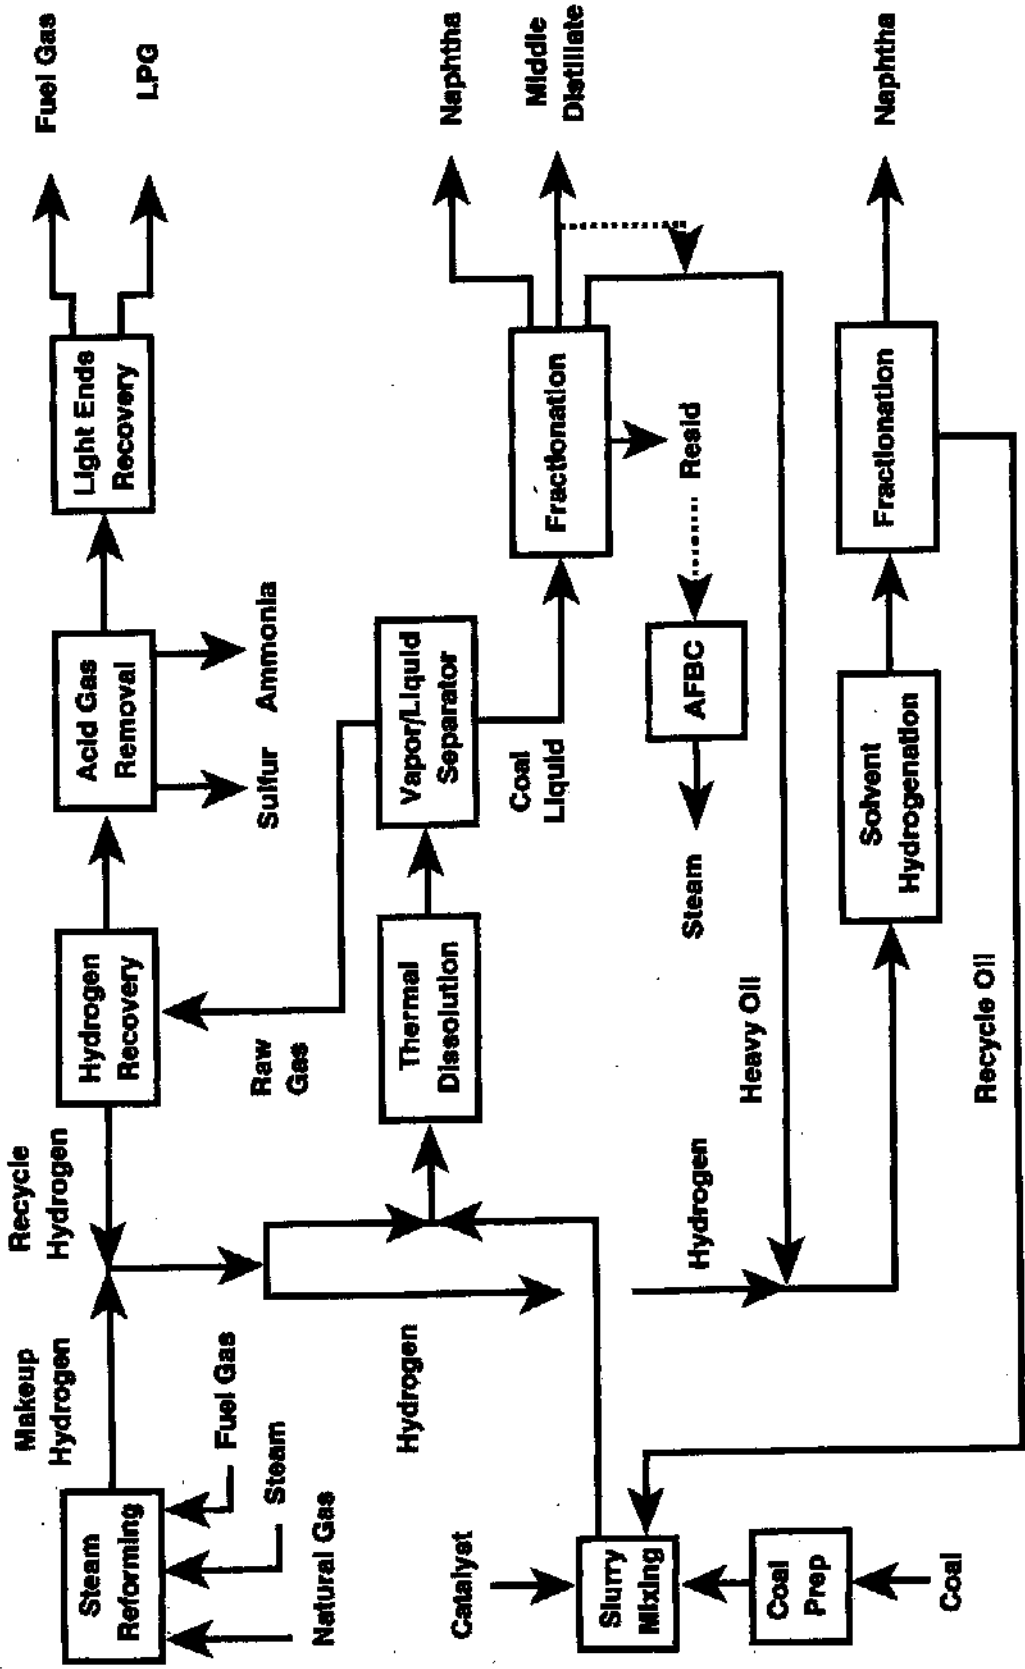 Fuel Gas
LPG
Light Ends
Recovery
Acid Gas
Removal
Sulfur
Ammonia
Hydrogen
Recovery
Recycle
Hydrogen
Makeup
Hydrogen
Steam
Reforming
Fuel Gas
Steam
Natural Gas
Naphtha
Middle
Distillate
Fractionation
Resid
AFBC
Steam
Vapor/Liquid
Separator
Coal
Liquid
Raw
Gas
Thermal
Dissolution
Hydrogen
Catalyst
Slurry
Mixing
Coal
Prep
Coal
Heavy Oil
Hydrogen
Naphtha
Fractionation
Solvent
Hydrogenation
Recycle Oil